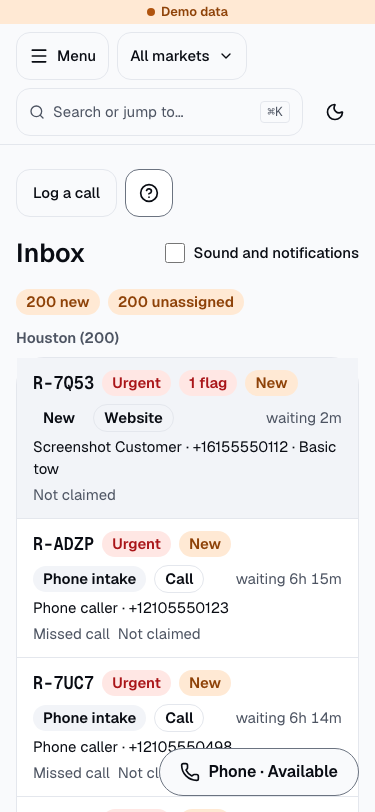 Demo data
Menu
All markets
Search or jump to…
⌘K
Log a call
Inbox
Sound and notifications
200 new
200 unassigned
Houston (200)
R-7Q53 Urgent 1 flag New
New Website waiting 2m
Screenshot Customer · +16155550112 · Basic
tow
Not claimed
R-ADZP Urgent New
Phone intake Call waiting 6h 15m
Phone caller · +12105550123
Missed call Not claimed
R-7UC7 Urgent New
Phone intake Call waiting 6h 14m
Phone caller · +12105550498
Missed call Not
Phone · Available